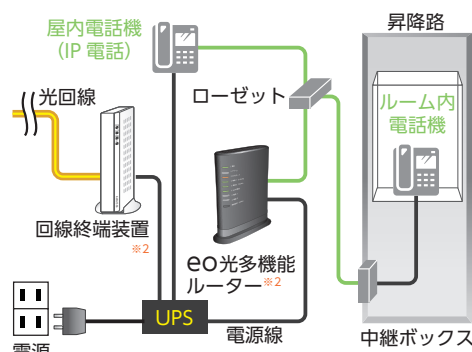 屋内電話機
（IP 電話）
昇降路
光回線
ローゼット
ルーム内
電話機
回線終端装置
※2
eo光多機能
ルーター※2
UPS
電源線
中継ボックス
電源